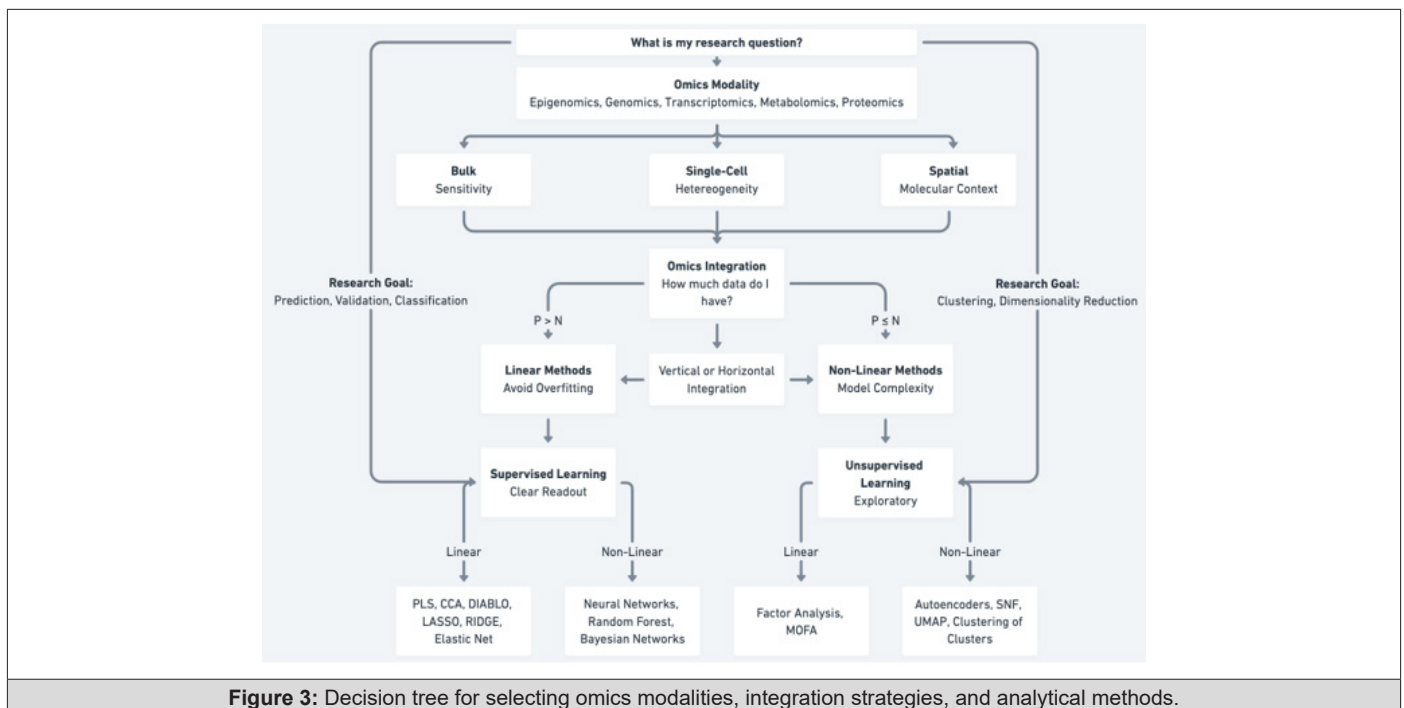 What is my research question?
Omics Modality
Epigenomics, Genomics, Transcriptomics, Metabolomics, Proteomics
Bulk
Sensitivity
Single-Cell
Hetereogeneity
Spatial
Molecular Context
Research Goal:
Prediction, Validation, Classification
Omics Integration
How much data do I
have?
Research Goal:
Clustering, Dimensionality Reduction
P > N
P ≤ N
Linear Methods
Avoid Overfitting
Vertical or Horizontal
Integration
Non-Linear Methods
Model Complexity
Supervised Learning
Clear Readout
Unsupervised
Learning
Exploratory
Linear
Non-Linear
Linear
Non-Linear
PLS, CCA, DIABLO,
LASSO, RIDGE,
Elastic Net
Neural Networks,
Random Forest,
Bayesian Networks
Factor Analysis,
MOFA
Autoencoders, SNF,
UMAP, Clustering of
Clusters
Figure 3: Decision tree for selecting omics modalities, integration strategies, and analytical methods.